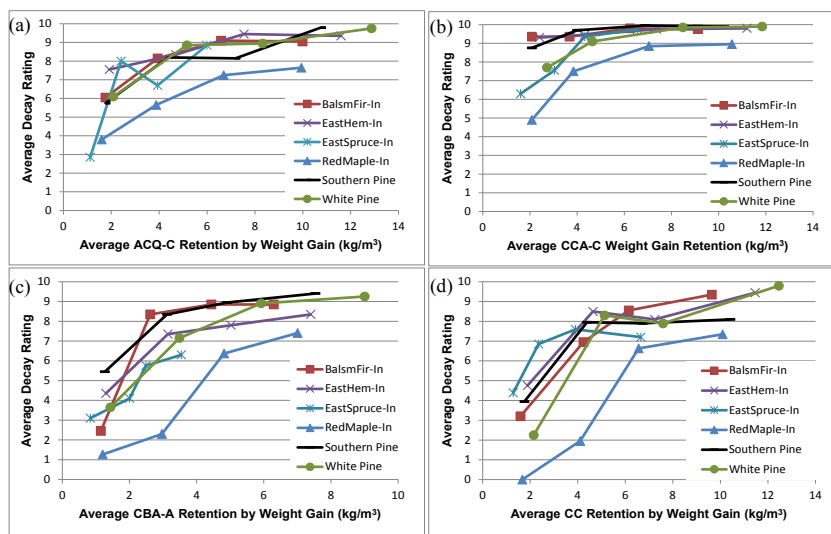 (a)
Average Decay Rating
10
9
8
7
6
5
4
3
2
1
0
0 2 4 6 8 10 12 14
Average ACQ-C Retention by Weight Gain (kg/m³)
BalsmFir-In
EastHem-In
EastSpruce-In
RedMaple-In
Southern Pine
White Pine
(b)
Average Decay Rating
10
9
8
7
6
5
4
3
2
1
0
0 2 4 6 8 10 12 14
Average CCA-C Weight Gain Retention (kg/m³)
BalsmFir-In
EastHem-In
EastSpruce-In
RedMaple-In
Southern Pine
White Pine
(c)
Average Decay Rating
10
9
8
7
6
5
4
3
2
1
0
0 2 4 6 8 10
Average CBA-A Retention by Weight Gain (kg/m³)
BalsmFir-In
EastHem-In
EastSpruce-In
RedMaple-In
Southern Pine
White Pine
(d)
Average Decay Rating
10
9
8
7
6
5
4
3
2
1
0
0 2 4 6 8 10 12 14
Average CC Retention by Weight Gain (kg/m³)
BalsmFir-In
EastHem-In
EastSpruce-In
RedMaple-In
Southern Pine
White Pine